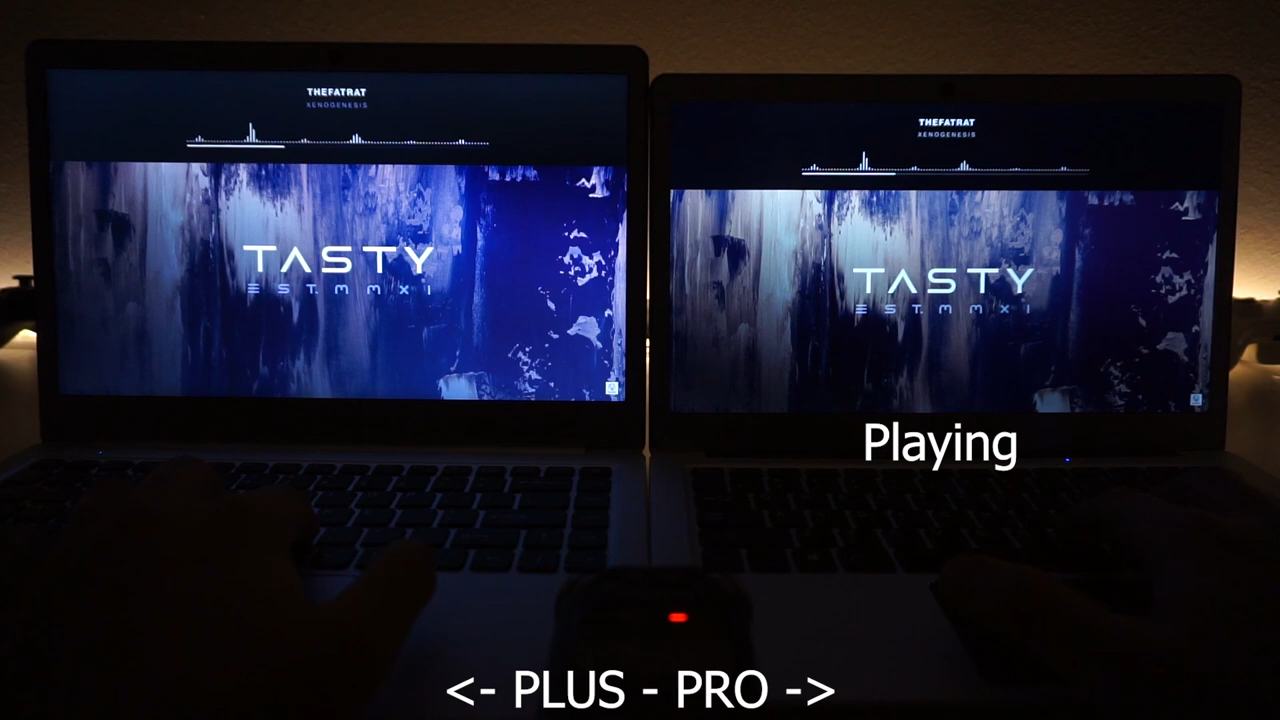 THEFATRAT
XENOGENESIS
TASTY
EST.MMXI
THEFATRAT
XENOGENESIS
TASTY
EST.MMXI
Playing
<- PLUS - PRO ->